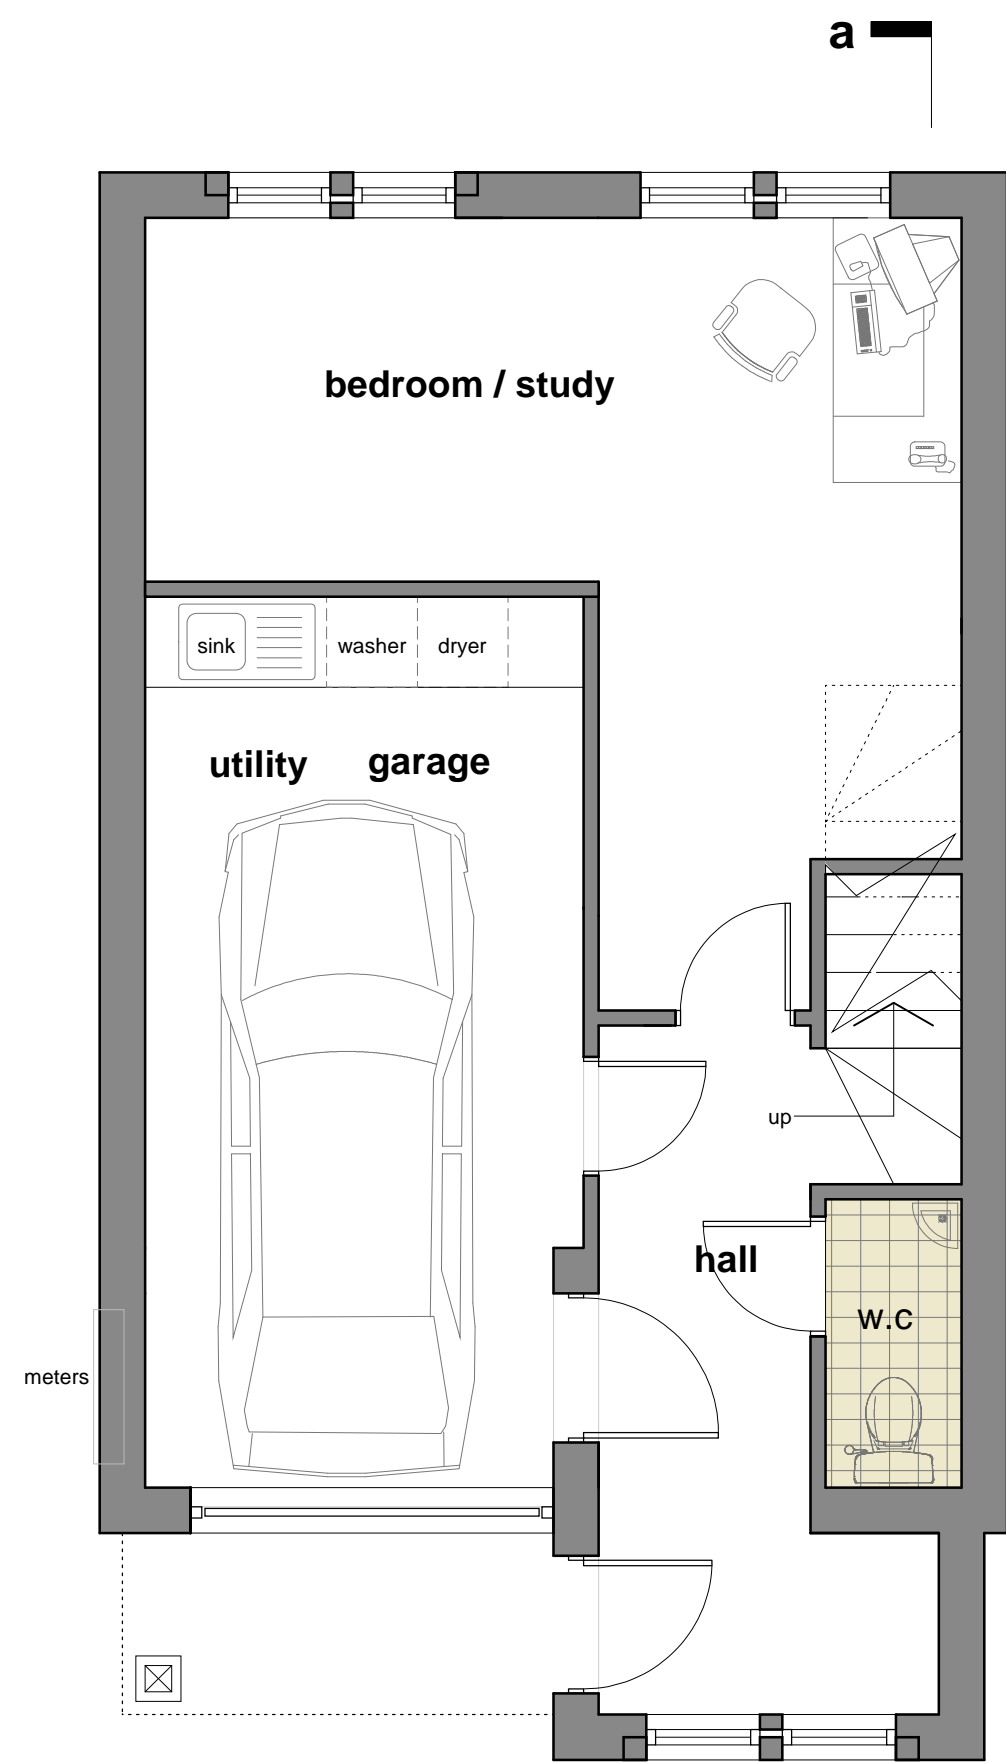 a
bedroom / study
sink washer dryer
utility garage
up
hall
w.c
meters